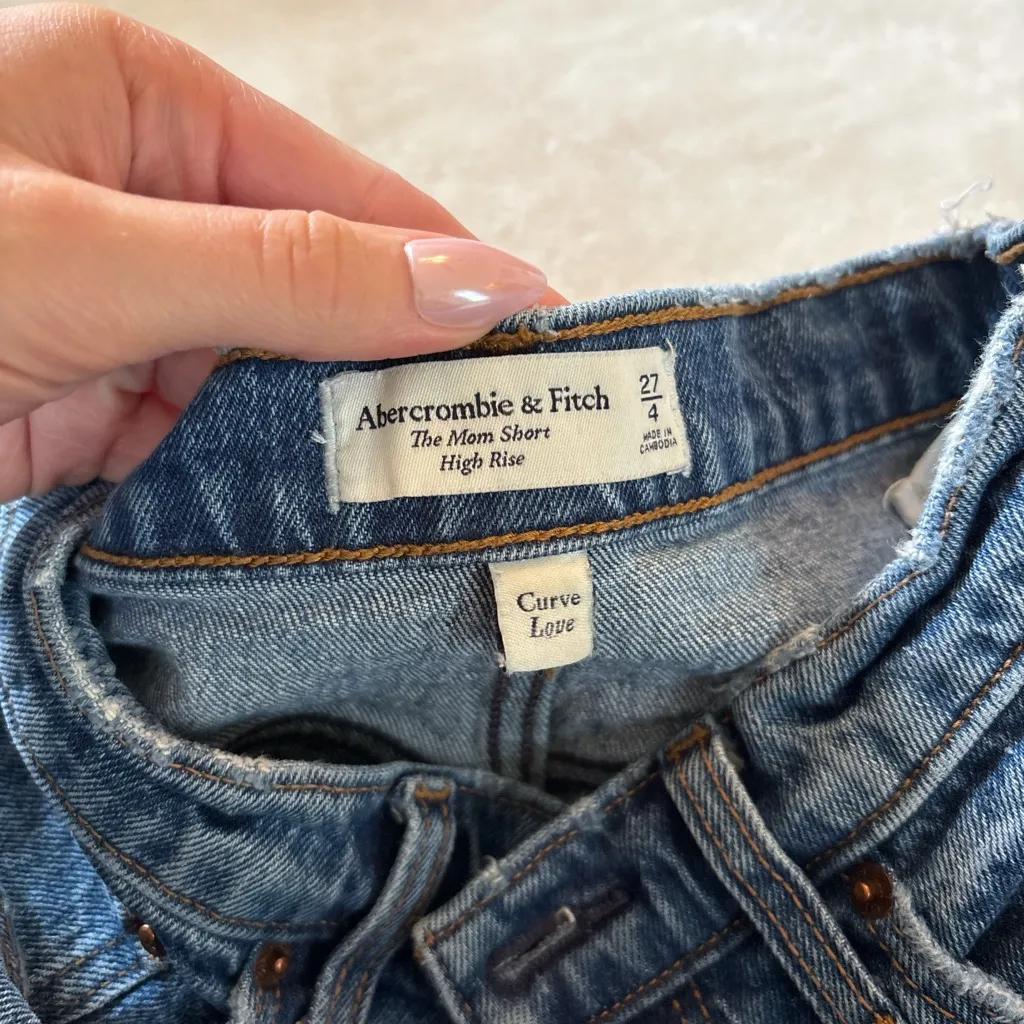 Abercrombie & Fitch
The Mom Short
High Rise
27
4
MADE IN
CAMBODIA
Curve
Love